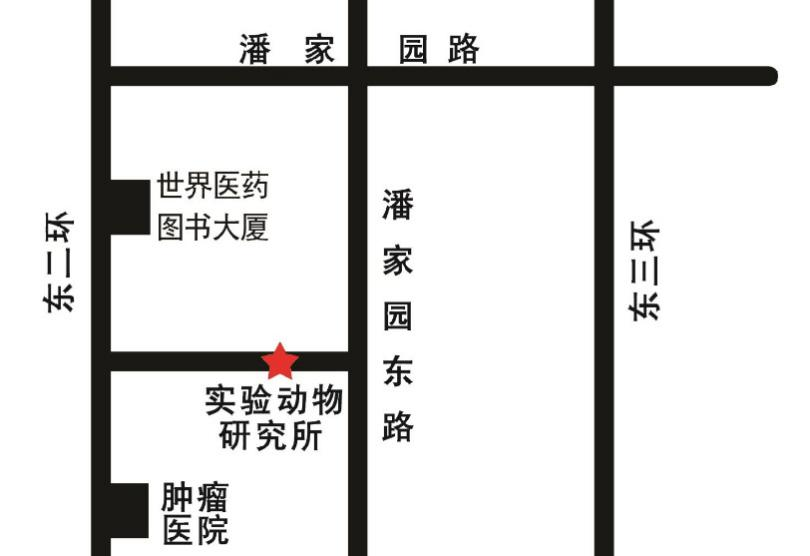 潘家园路
世界医药
图书大厦
东二环
潘家园东路
东三环
实验动物
研究所
肿瘤
医院